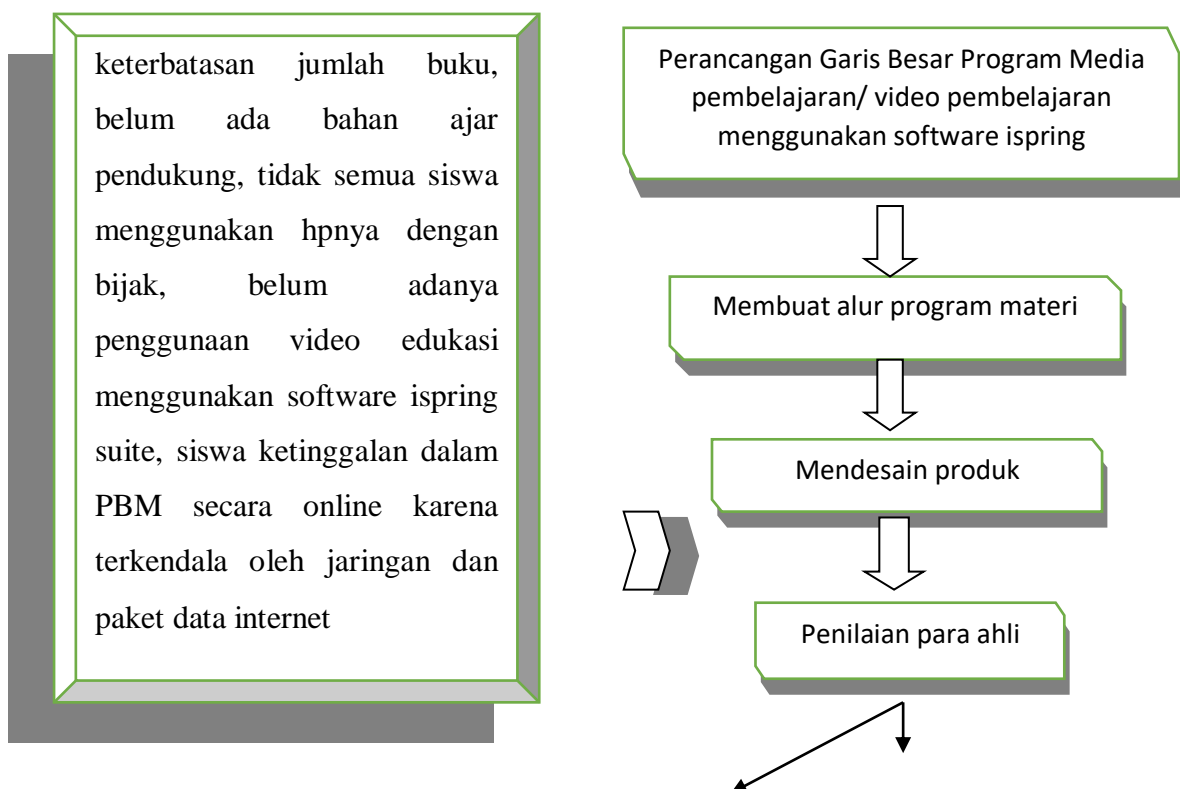 keterbatasan jumlah buku,
belum ada bahan ajar
pendukung, tidak semua siswa
menggunakan hpnya dengan
bijak, belum adanya
penggunaan video edukasi
menggunakan software ispring
suite, siswa ketinggalan dalam
PBM secara online karena
terkendala oleh jaringan dan
paket data internet
Perancangan Garis Besar Program Media
pembelajaran/ video pembelajaran
menggunakan software ispring
Membuat alur program materi
Mendesain produk
Penilaian para ahli